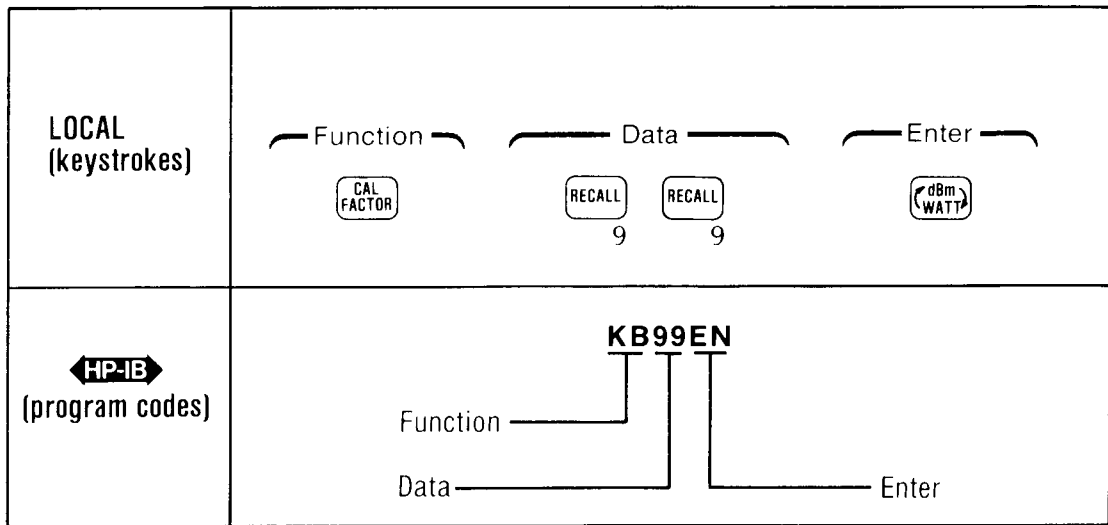 LOCAL
(keystrokes)
Function Data Enter
CAL
FACTOR
RECALL RECALL
dBm
WATT
9 9
HP-IB
(program codes)
KB99EN
Function
Data Enter